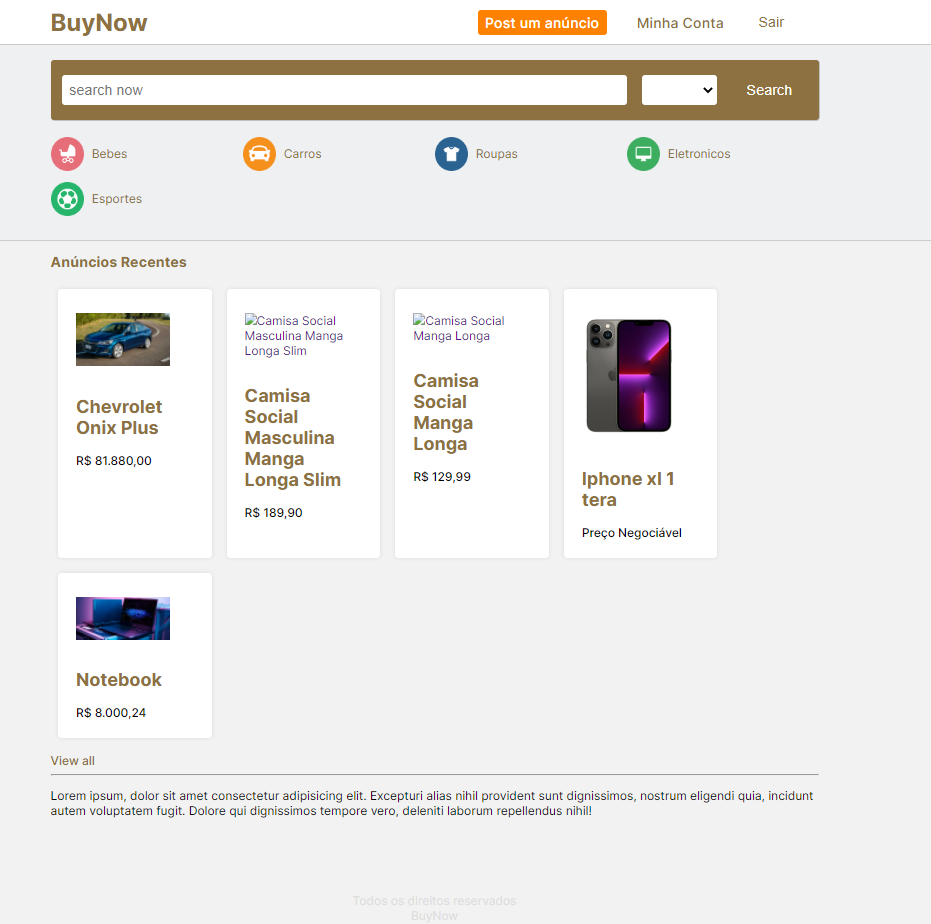 BuyNow
Post um anúncio
Minha Conta
Sair
search now
Search
Bebes
Carros
Roupas
Eletronicos
Esportes
Anúncios Recentes
Chevrolet
Onix Plus
R$ 81.880,00
Camisa Social
Masculina Manga
Longa Slim
Camisa
Social
Masculina
Manga
Longa Slim
R$ 189,90
Camisa Social
Manga Longa
Camisa
Social
Manga
Longa
R$ 129,99
Iphone xl 1
tera
Preço Negociável
Notebook
R$ 8.000,24
View all
Lorem ipsum, dolor sit amet consectetur adipisicing elit. Excepturi alias nihil provident sunt dignissimos, nostrum eligendi quia, incidunt
autem voluptatem fugit. Dolore qui dignissimos tempore vero, deleniti laborum repellendus nihil!
Todos os direitos reservados
BuyNow